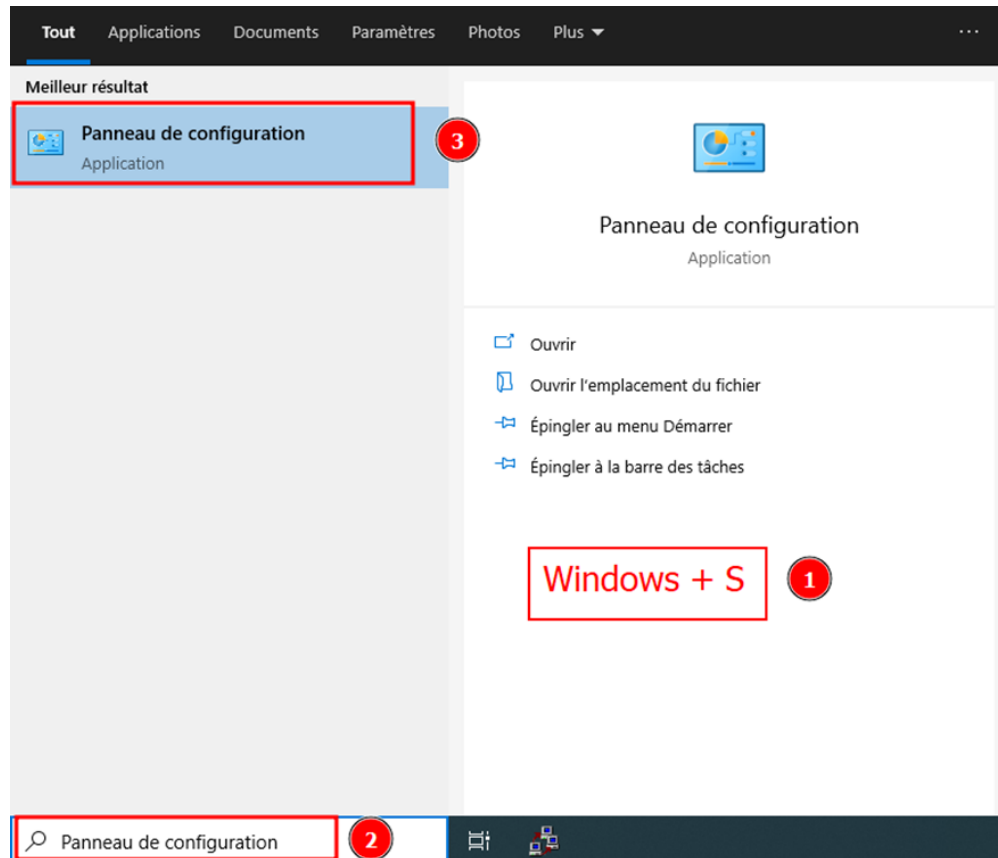 Tout Applications Documents Paramètres Photos Plus
Meilleur résultat
Panneau de configuration
Application
3
Panneau de configuration
Application
Ouvrir
Ouvrir l'emplacement du fichier
Épingler au menu Démarrer
Épingler à la barre des tâches
Windows + S 1
Panneau de configuration 2